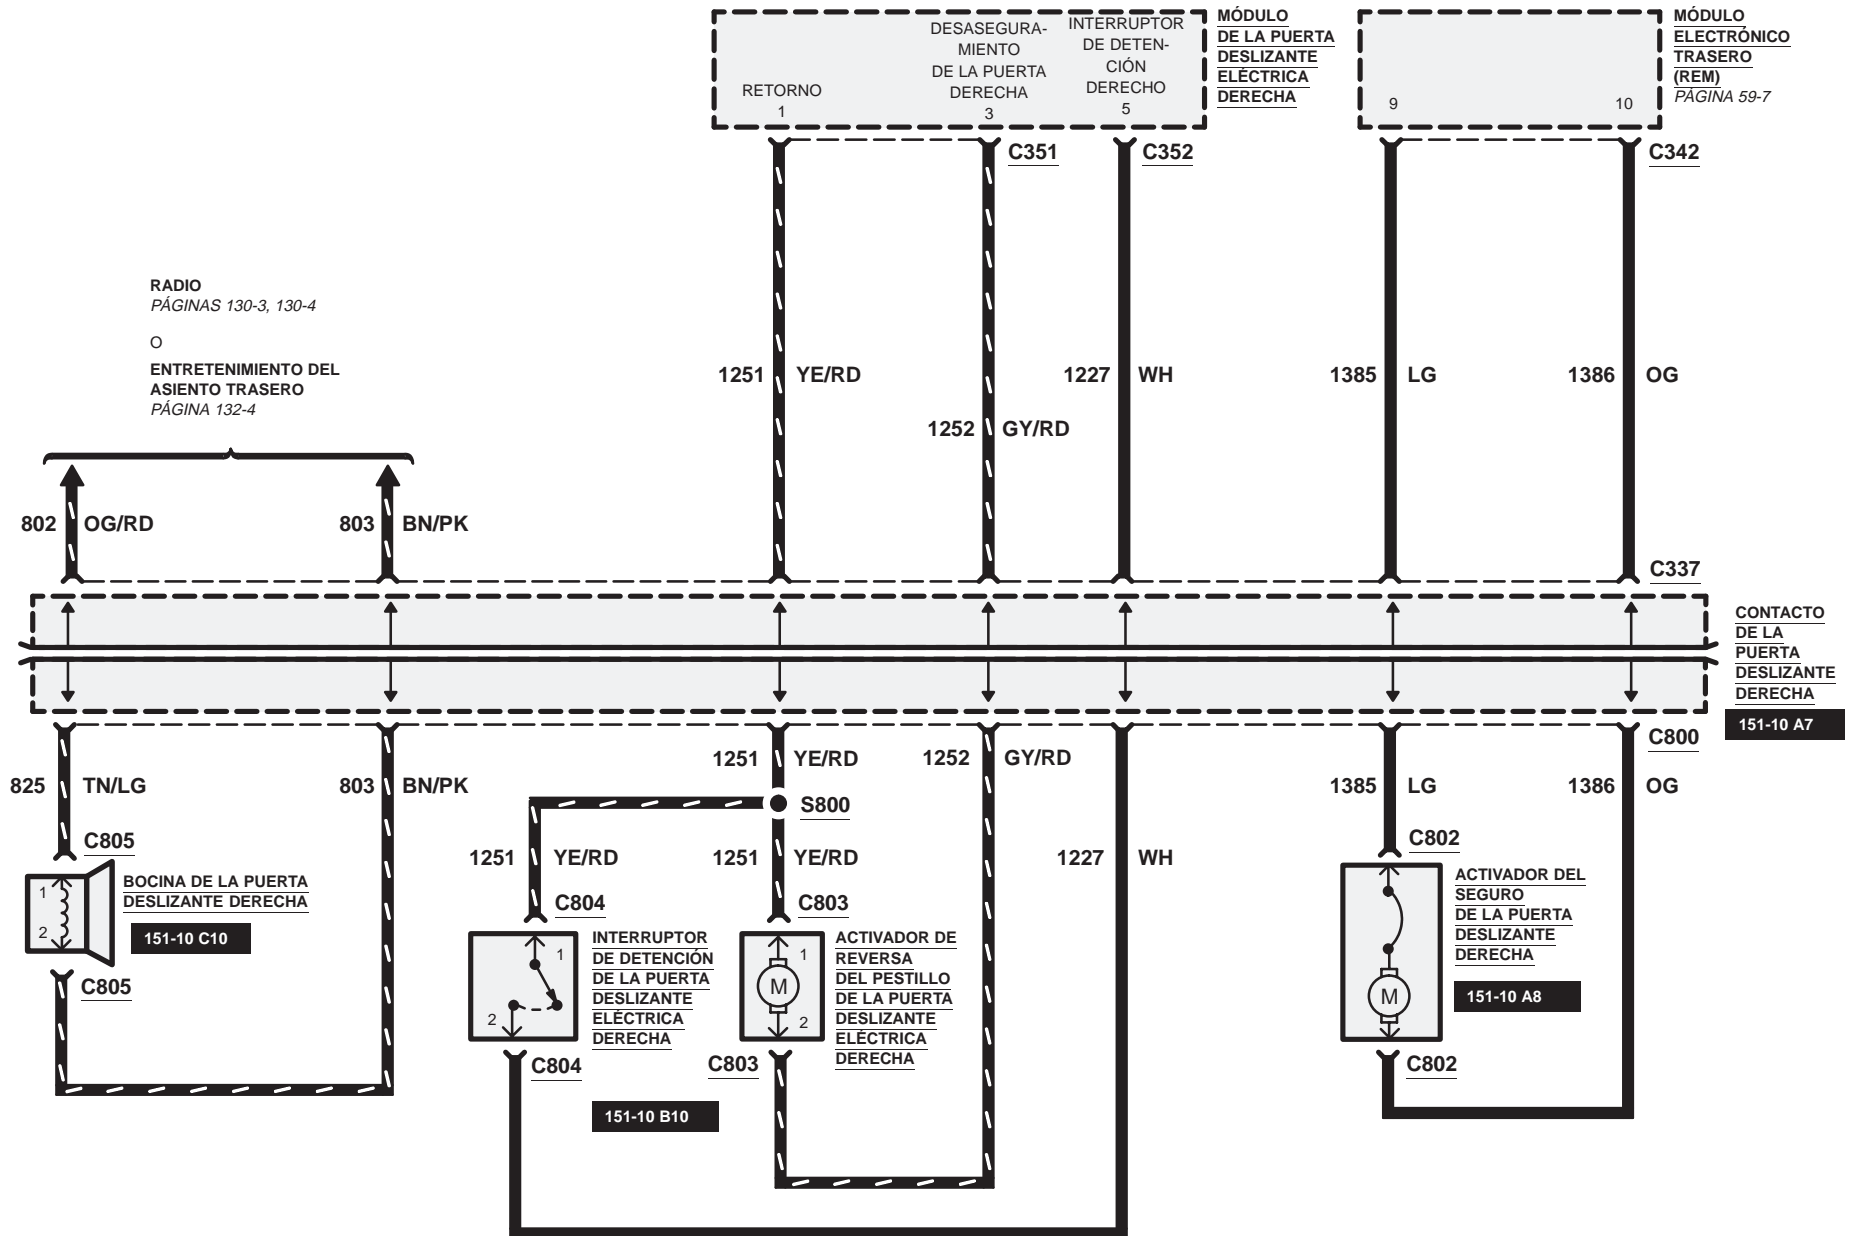 RETORNO
1
DESASEGURA-
MIENTO
DE LA PUERTA
DERECHA
3
INTERRUPTOR
DE DETEN-
CIÓN
DERECHO
5
MÓDULO
DE LA PUERTA
DESLIZANTE
ELÉCTRICA
DERECHA
9
10
MÓDULO
ELECTRÓNICO
TRASERO
(REM)
PÁGINA 59-7
C351
C352
C342
RADIO
PÁGINAS 130-3, 130-4
O
ENTRETENIMIENTO DEL
ASIENTO TRASERO
PÁGINA 132-4
1251 YE/RD
1252 GY/RD
1227 WH
1385 LG
1386 OG
802 OG/RD
803 BN/PK
C337
CONTACTO
DE LA
PUERTA
DESLIZANTE
DERECHA
151-10 A7
C800
825 TN/LG
803 BN/PK
1251 YE/RD
1252 GY/RD
1385 LG
1386 OG
S800
C805
1251 YE/RD
1251 YE/RD
1227 WH
C802
1
2
BOCINA DE LA PUERTA
DESLIZANTE DERECHA
151-10 C10
C805
C804
C803
1
2
INTERRUPTOR
DE DETENCIÓN
DE LA PUERTA
DESLIZANTE
ELÉCTRICA
DERECHA
C804
151-10 B10
1
M
2
ACTIVADOR DE
REVERSA
DEL PESTILLO
DE LA PUERTA
DESLIZANTE
ELÉCTRICA
DERECHA
C803
M
ACTIVADOR DEL
SEGURO
DE LA PUERTA
DESLIZANTE
DERECHA
151-10 A8
C802